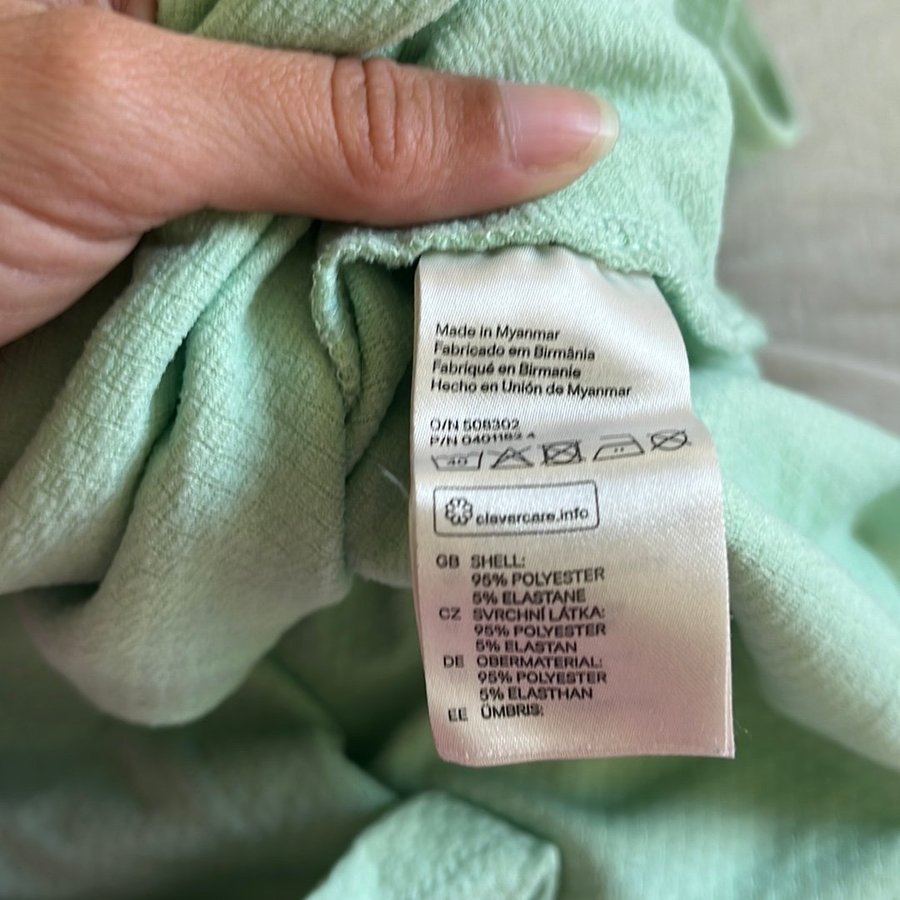 Made in Myanmar
Fabricado em Birmânia
Fabriqué en Birmanie
Hecho en Unión de Myanmar
O/N 508302
P/N 0401182 4
40
clevercare.info
GB SHELL:
95% POLYESTER
5% ELASTANE
CZ SVRCHNÍ LÁTKA:
95% POLYESTER
5% ELASTAN
DE OBERMATERIAL:
95% POLYESTER
5% ELASTHAN
EE ÜMBRIS: